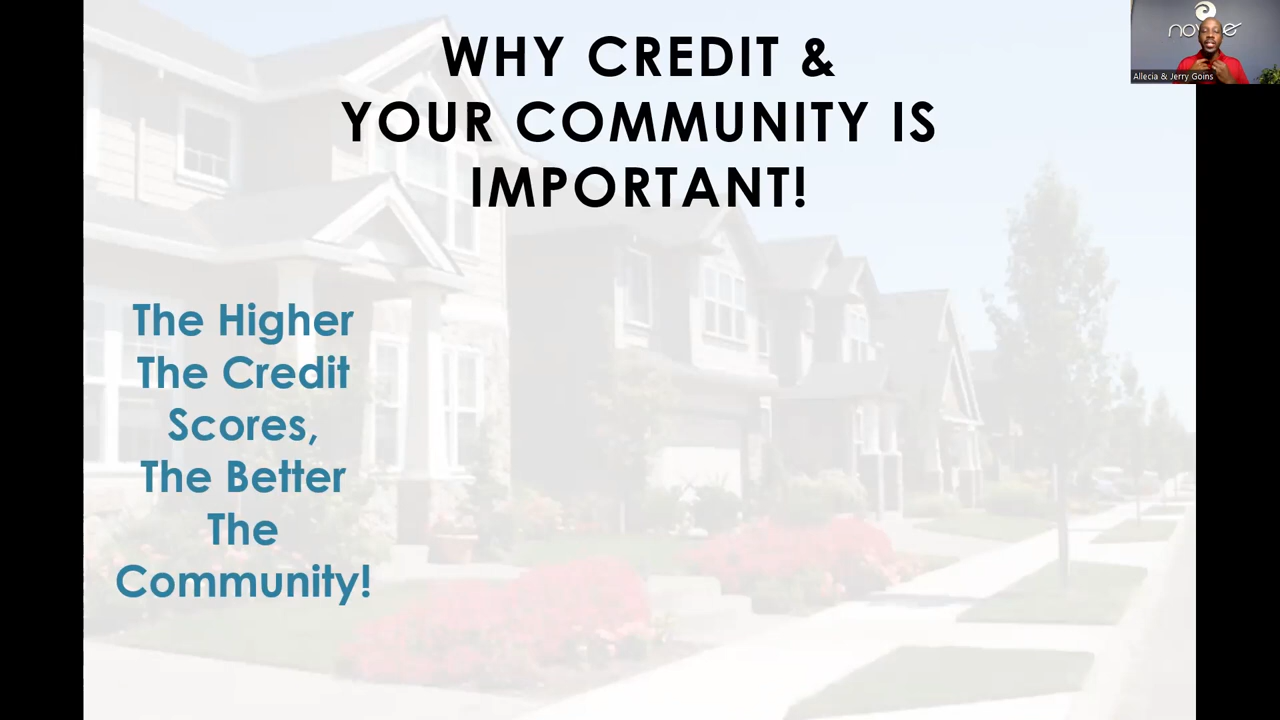 WHY CREDIT &
YOUR COMMUNITY IS
IMPORTANT!
The Higher
The Credit
Scores,
The Better
The
Community!
Allecia & Jerry Goins